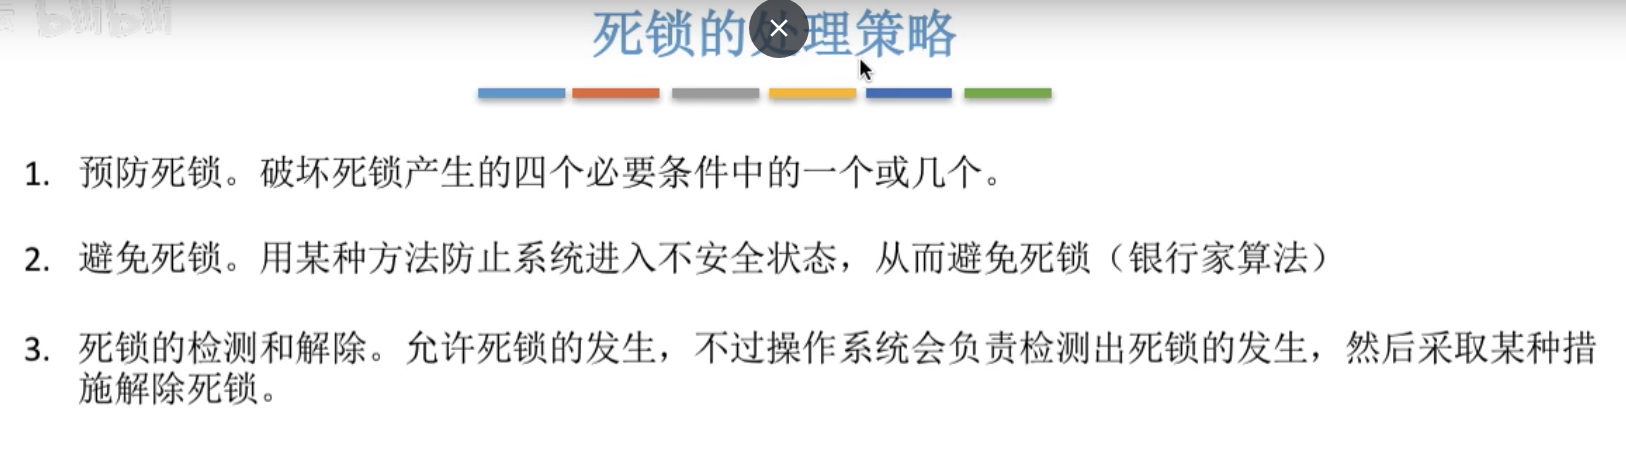 bilibili
死锁的处理策略
1. 预防死锁。破坏死锁产生的四个必要条件中的一个或几个。
2. 避免死锁。用某种方法防止系统进入不安全状态，从而避免死锁（银行家算法）
3. 死锁的检测和解除。允许死锁的发生，不过操作系统会负责检测出死锁的发生，然后采取某种措
施解除死锁。